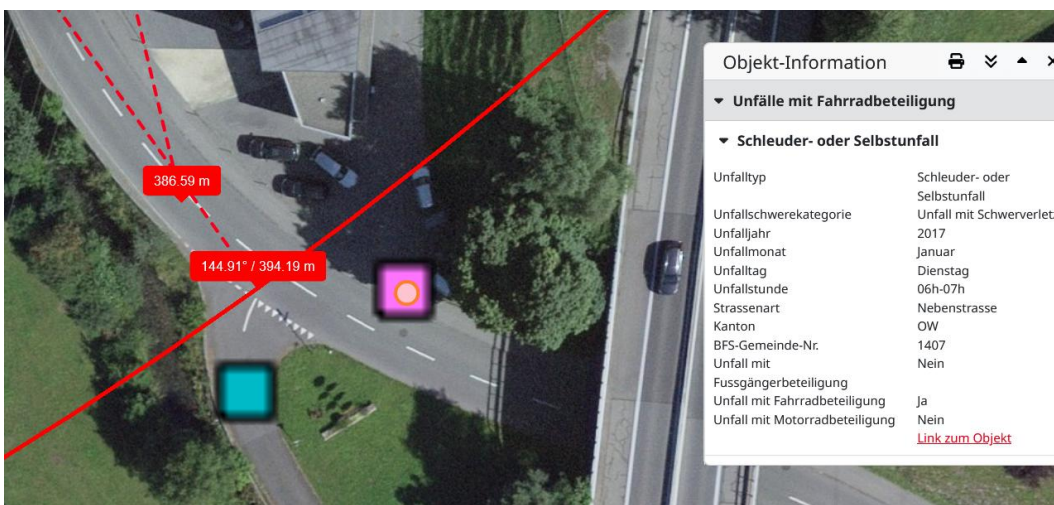 386.59 m
144.91° / 394.19 m
Objekt-Information
Unfälle mit Fahrradbeteiligung
Schleuder- oder Selbstunfall
Unfalltyp Schleuder- oder
Selbstunfall
Unfallschwerekategorie Unfall mit
Unfalljahr 2017
Unfallmonat Januar
Unfalltag Dienstag
Unfallstunde 06h-07h
Strassenart Nebenstrasse
Kanton OW
BFS-Gemeinde-Nr. 1407
Unfall mit Nein
Fussgängerbeteiligung
Unfall mit Fahrradbeteiligung Ja
Unfall mit Motorradbeteiligung Nein
Link zum Objekt